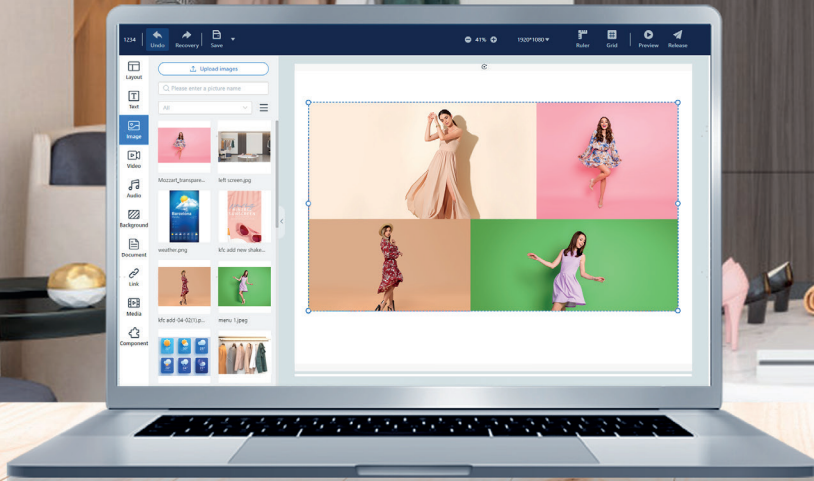 1234
Undo
Recovery
Save
41%
1920*1080
Ruler
Grid
Preview
Release
Layout
Text
Image
Video
Audio
Background
Document
Link
Media
Component
Upload images
Please enter a picture name
All
Mozzart_transpare...
left-screen.jpg
Barcelona
weather.png
kfc add new shake...
kfc add -04-02(1).p...
menu 1.jpeg